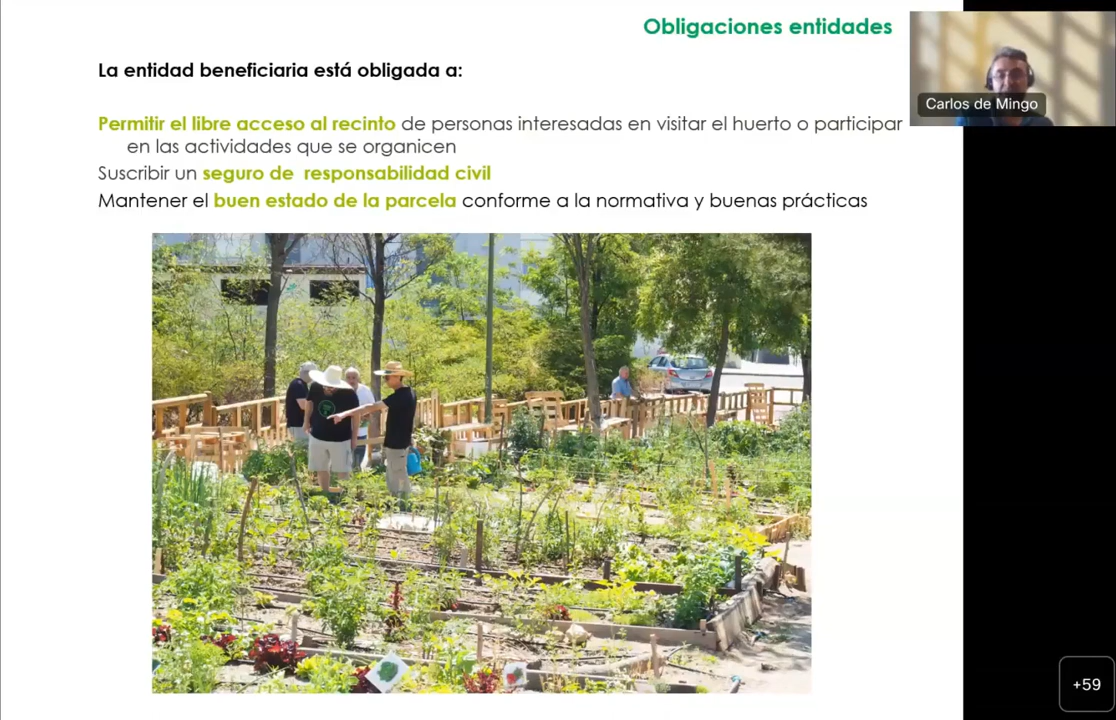 Obligaciones entidades
La entidad beneficiaria está obligada a:
Carlos de Mingo
Permitir el libre acceso al recinto de personas interesadas en visitar el huerto o participar
en las actividades que se organicen
Suscribir un seguro de responsabilidad civil
Mantener el buen estado de la parcela conforme a la normativa y buenas prácticas
+59